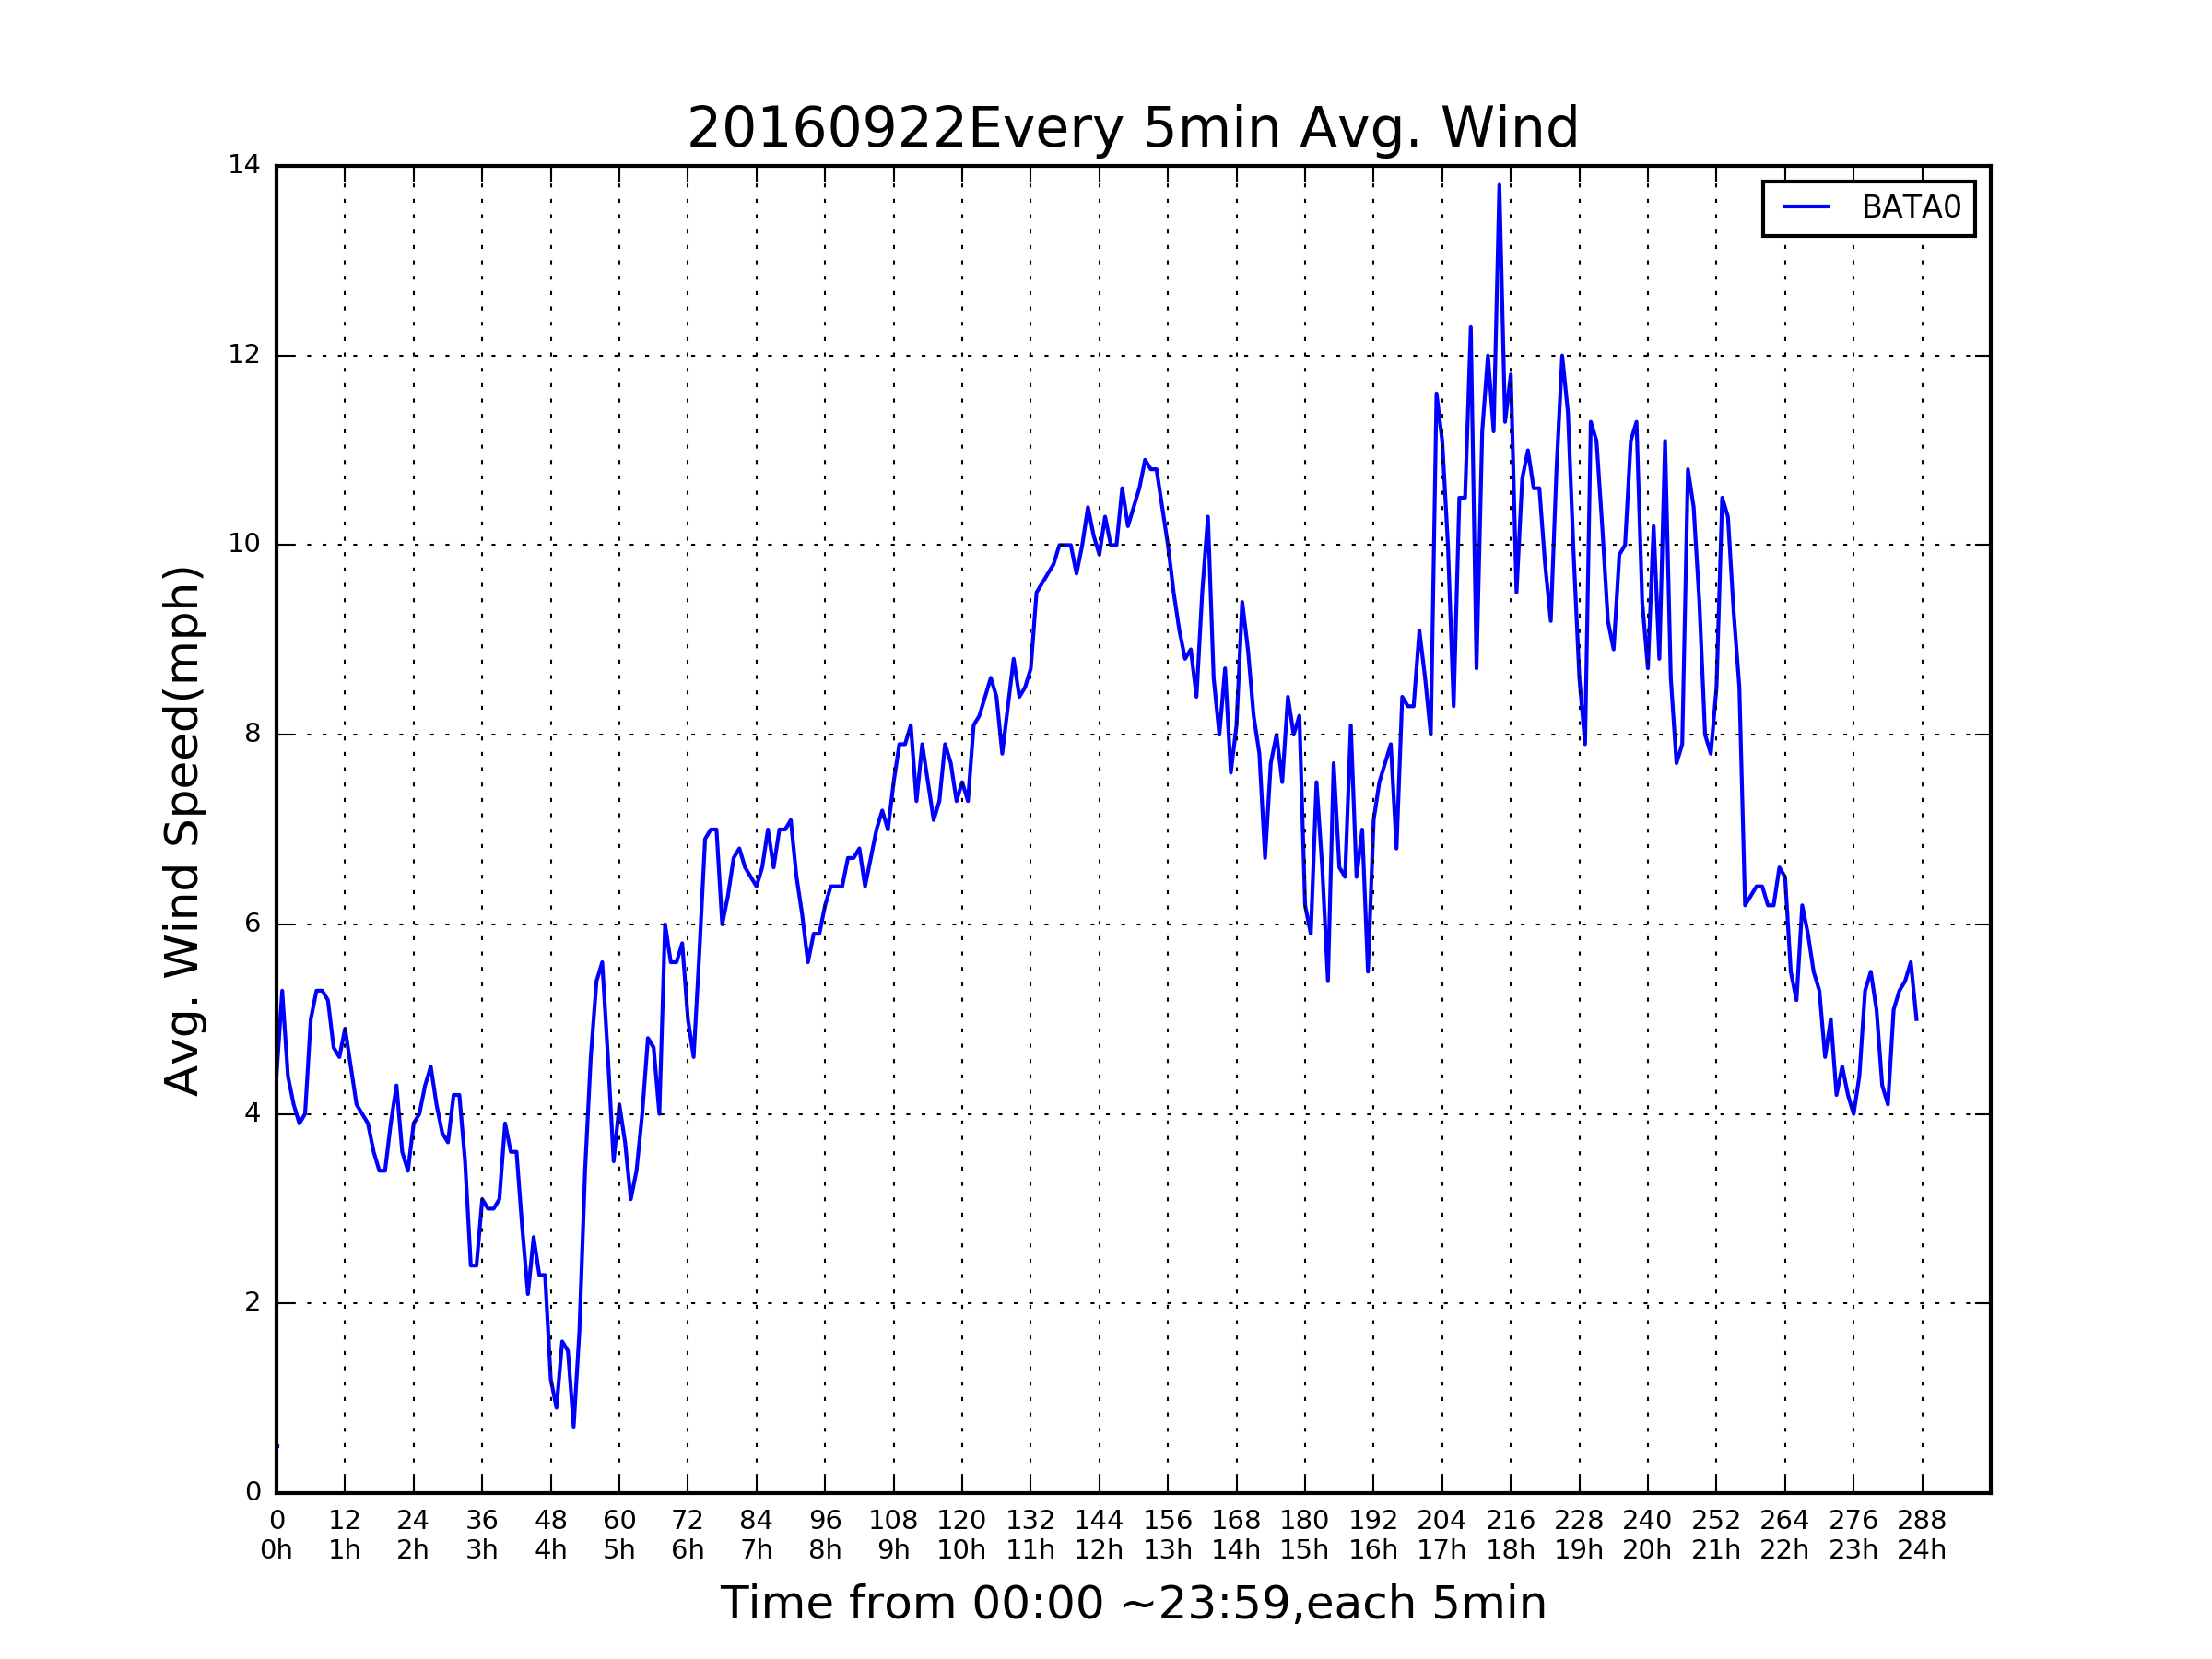 20160922Every 5min Avg. Wind
BATA0
Avg. Wind Speed(mph)
14
12
10
8
6
4
2
0
0 12 24 36 48 60 72 84 96 108 120 132 144 156 168 180 192 204 216 228 240 252 264 276 288
0h 1h 2h 3h 4h 5h 6h 7h 8h 9h 10h 11h 12h 13h 14h 15h 16h 17h 18h 19h 20h 21h 22h 23h 24h
Time from 00:00 ~23:59,each 5min